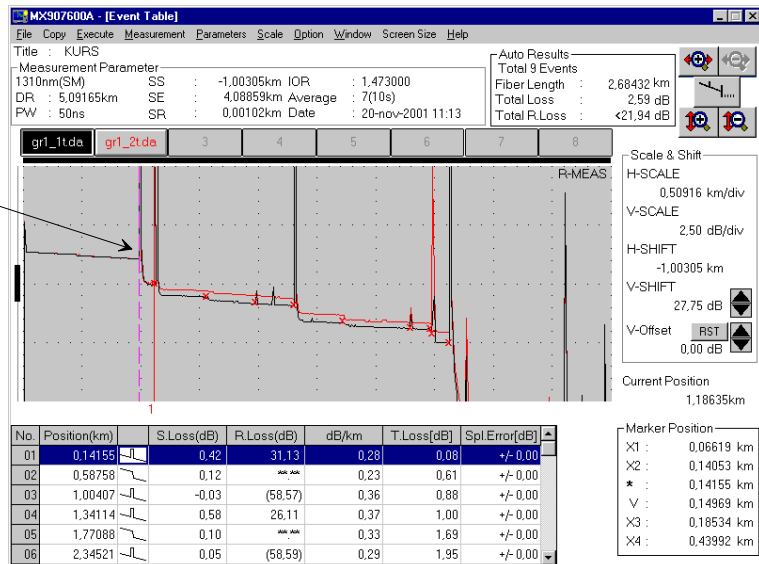 MX907600A - [Event Table]
File Copy Execute Measurement Parameters Scale Option Window Screen Size Help
Title : KURS
Measurement Parameter
1310nm(SM) SS : -1,00305km IOR : 1,473000
DR : 5,09165km SE : 4,08859km Average : 7(10s)
PW : 50ns SR : 0,00102km Date : 20-nov-2001 11:13
Auto Results
Total 9 Events
Fiber Length : 2,68432 km
Total Loss : 2,59 dB
Total R.Loss : <21,94 dB
gr1_1t.da gr1_2t.da 3 4 5 6 7 8
R-MEAS
1
Scale & Shift
H-SCALE
0,50916 km/div
V-SCALE
2,50 dB/div
H-SHIFT
-1,00305 km
V-SHIFT
27,75 dB
V-Offset RST
0,00 dB
Current Position
1,18635km
No. Position(km) S.Loss(dB) R.Loss(dB) dB/km T.Loss[dB] Spl.Error[dB]
01 0,14155 0,42 31,13 0,28 0,08 +/- 0,00
02 0,58758 0,12 **.** 0,23 0,61 +/- 0,00
03 1,00407 -0,03 (58,57) 0,36 0,88 +/- 0,00
04 1,34114 0,58 26,11 0,37 1,00 +/- 0,00
05 1,77088 0,10 **.** 0,33 1,69 +/- 0,00
06 2,34521 0,05 (58,59) 0,29 1,95 +/- 0,00
Marker Position
X1 : 0,06619 km
X2 : 0,14053 km
* : 0,14155 km
V : 0,14969 km
X3 : 0,18534 km
X4 : 0,43992 km